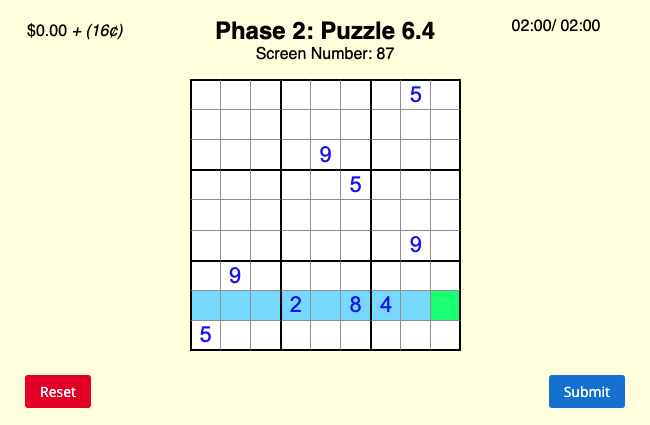 $0.00 + (16¢)
Phase 2: Puzzle 6.4
02:00/ 02:00
Screen Number: 87
5
9
5
9
9
2 8 4
5
Reset
Submit